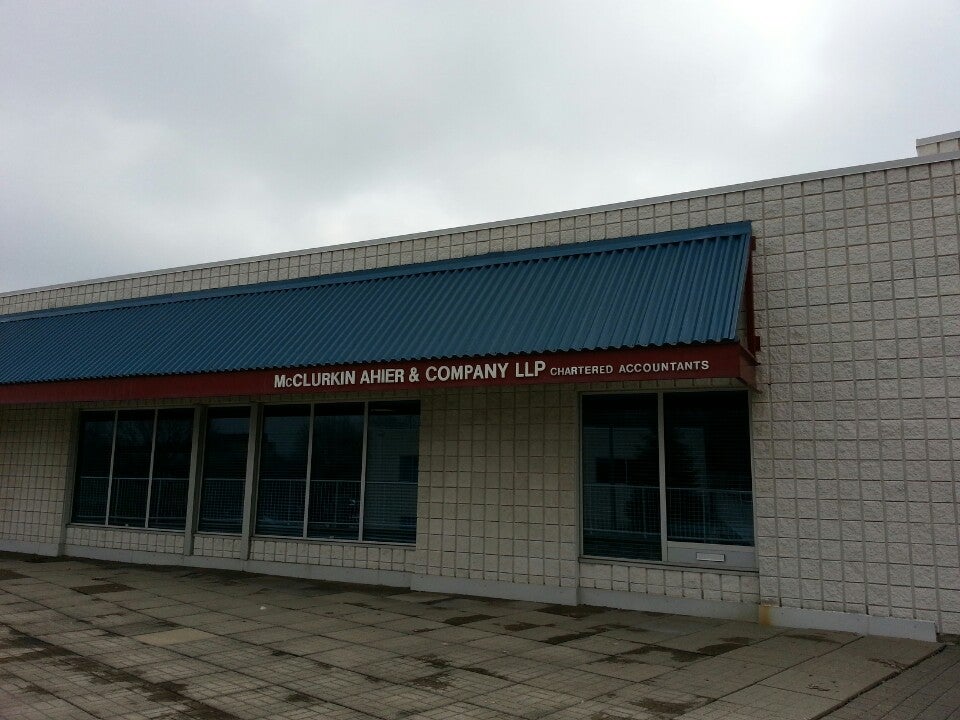 McCLURKIN AHIER & COMPANY LLP CHARTERED ACCOUNTANTS